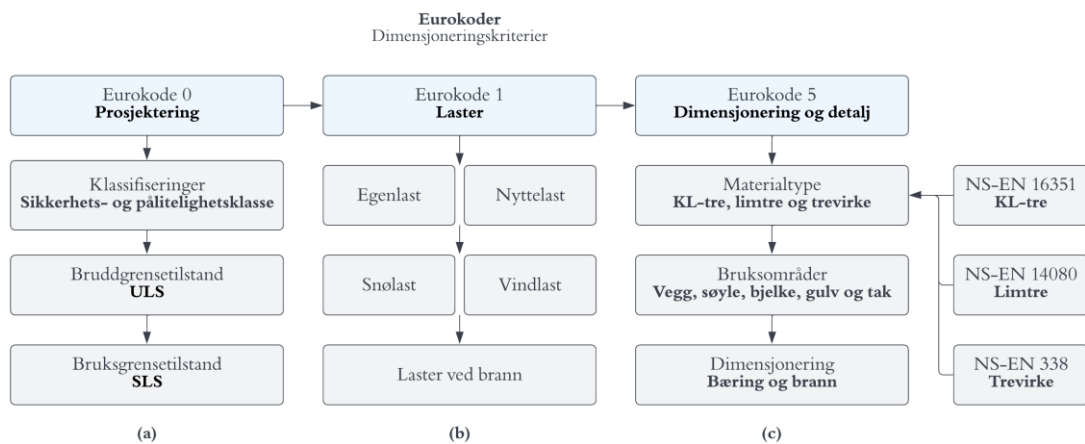 Eurokoder
Dimensjoneringskriterier
Eurokode 0
Prosjektering
Klassifiseringer
Sikkerhets- og pålitelighetsklasse
Bruddgrensetilstand
ULS
Bruksgrensetilstand
SLS
(a)
Eurokode 1
Laster
Egenlast
Nyttelast
Snølast
Vindlast
Laster ved brann
(b)
Eurokode 5
Dimensjonering og detalj
Materialtype
KL-tre, limtre og trevirke
Bruksområder
Vegg, søyle, bjelke, gulv og tak
Dimensjonering
Bæring og brann
(c)
NS-EN 16351
KL-tre
NS-EN 14080
Limtre
NS-EN 338
Trevirke